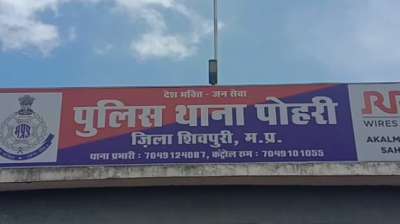 देश भक्ति - जन सेवा
पुलिस थाना पोहरी
ज़िला शिवपुरी, म.प्र.
थाना प्रभारी : 7049124087, कंट्रोल रुम : 7049101055
WIRES
AKALM
SAH